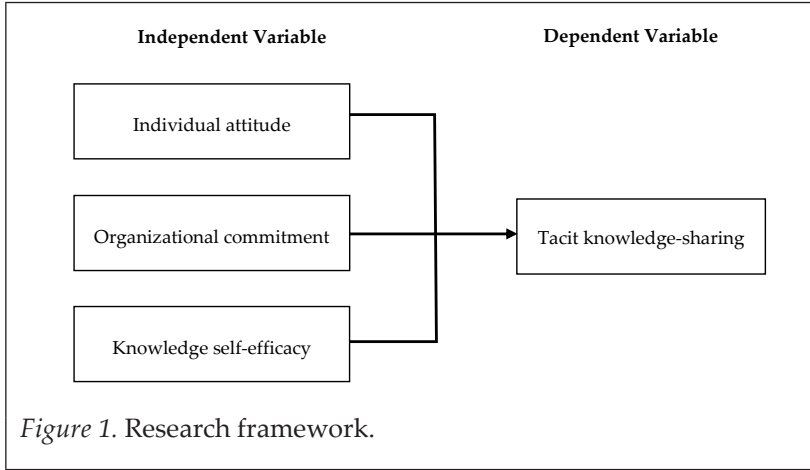 Independent Variable
Dependent Variable
Individual attitude
Organizational commitment
Tacit knowledge-sharing
Knowledge self-efficacy
Figure 1. Research framework.